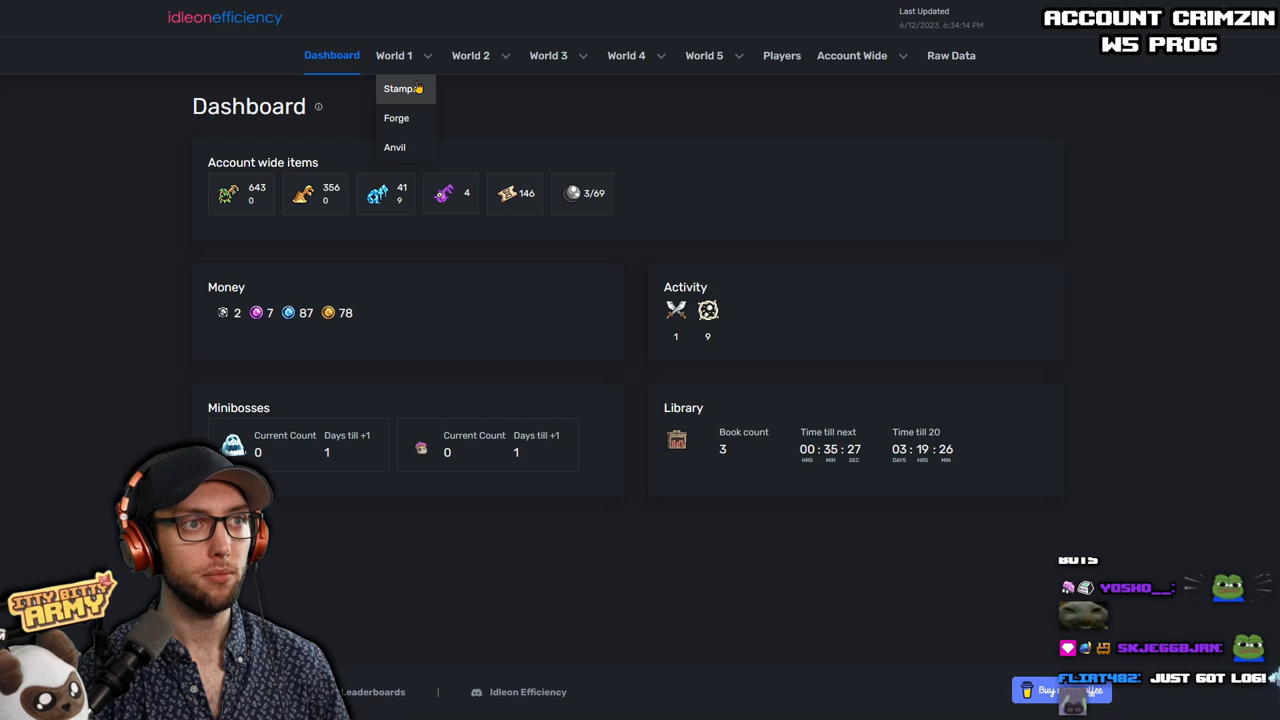 idleonefficiency
Last Updated
6/12/2023, 6:34:14 PM
ACCOUNT CRIMZIN
W5 PROG
Dashboard World 1 World 2 World 3 World 4 World 5 Players Account Wide Raw Data
Stamps
Forge
Anvil
Dashboard
Account wide items
643
0
356
0
41
9
4
146
3/69
Money
2 7 87 78
Activity
1 9
Minibosses
Current Count Days till +1
0 1
Current Count Days till +1
0 1
Library
Book count Time till next Time till 20
3 00 : 35 : 27 03 : 19 : 26
HRS MIN SEC DAYS HRS MIN
ITTY BITTY
ARMY
BOTS
YOSHO__:
SKJEGGBJRN:
FLIRT482: JUST GOT LOG!
Leaderboards | Idleon Efficiency